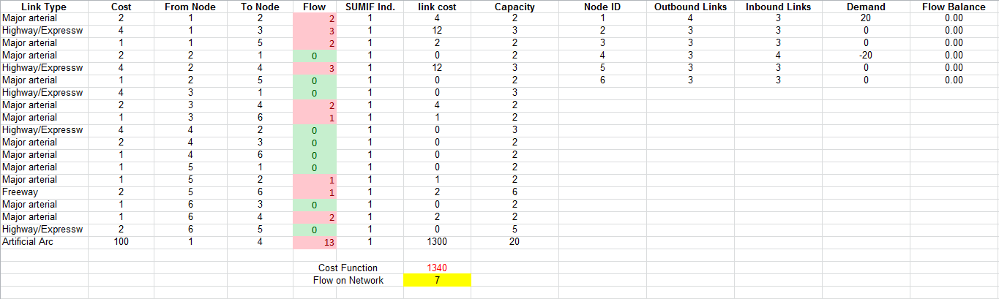 Link Type Cost From Node To Node Flow SUMIF Ind. link cost Capacity Node ID Outbound Links Inbound Links Demand Flow Balance
Major arterial 2 1 2 2 1 4 2 1 4 3 20 0.00
Highway/Expressw 4 1 3 3 1 12 3 2 3 3 0 0.00
Major arterial 1 1 5 2 1 2 2 3 3 3 0 0.00
Major arterial 2 2 1 0 1 0 2 4 3 4 -20 0.00
Highway/Expressw 4 2 4 3 1 12 3 5 3 3 0 0.00
Major arterial 1 2 5 0 1 0 2 6 3 3 0 0.00
Highway/Expressw 4 3 1 0 1 0 3
Major arterial 2 3 4 2 1 4 2
Major arterial 1 3 6 1 1 1 2
Highway/Expressw 4 4 2 0 1 0 3
Major arterial 2 4 3 0 1 0 2
Major arterial 1 4 6 0 1 0 2
Major arterial 1 5 1 0 1 0 2
Major arterial 1 5 2 1 1 1 2
Freeway 2 5 6 1 1 2 6
Major arterial 1 6 3 0 1 0 2
Major arterial 1 6 4 2 1 2 2
Highway/Expressw 2 6 5 0 1 0 5
Artificial Arc 100 1 4 13 1 1300 20
Cost Function 1340
Flow on Network 7